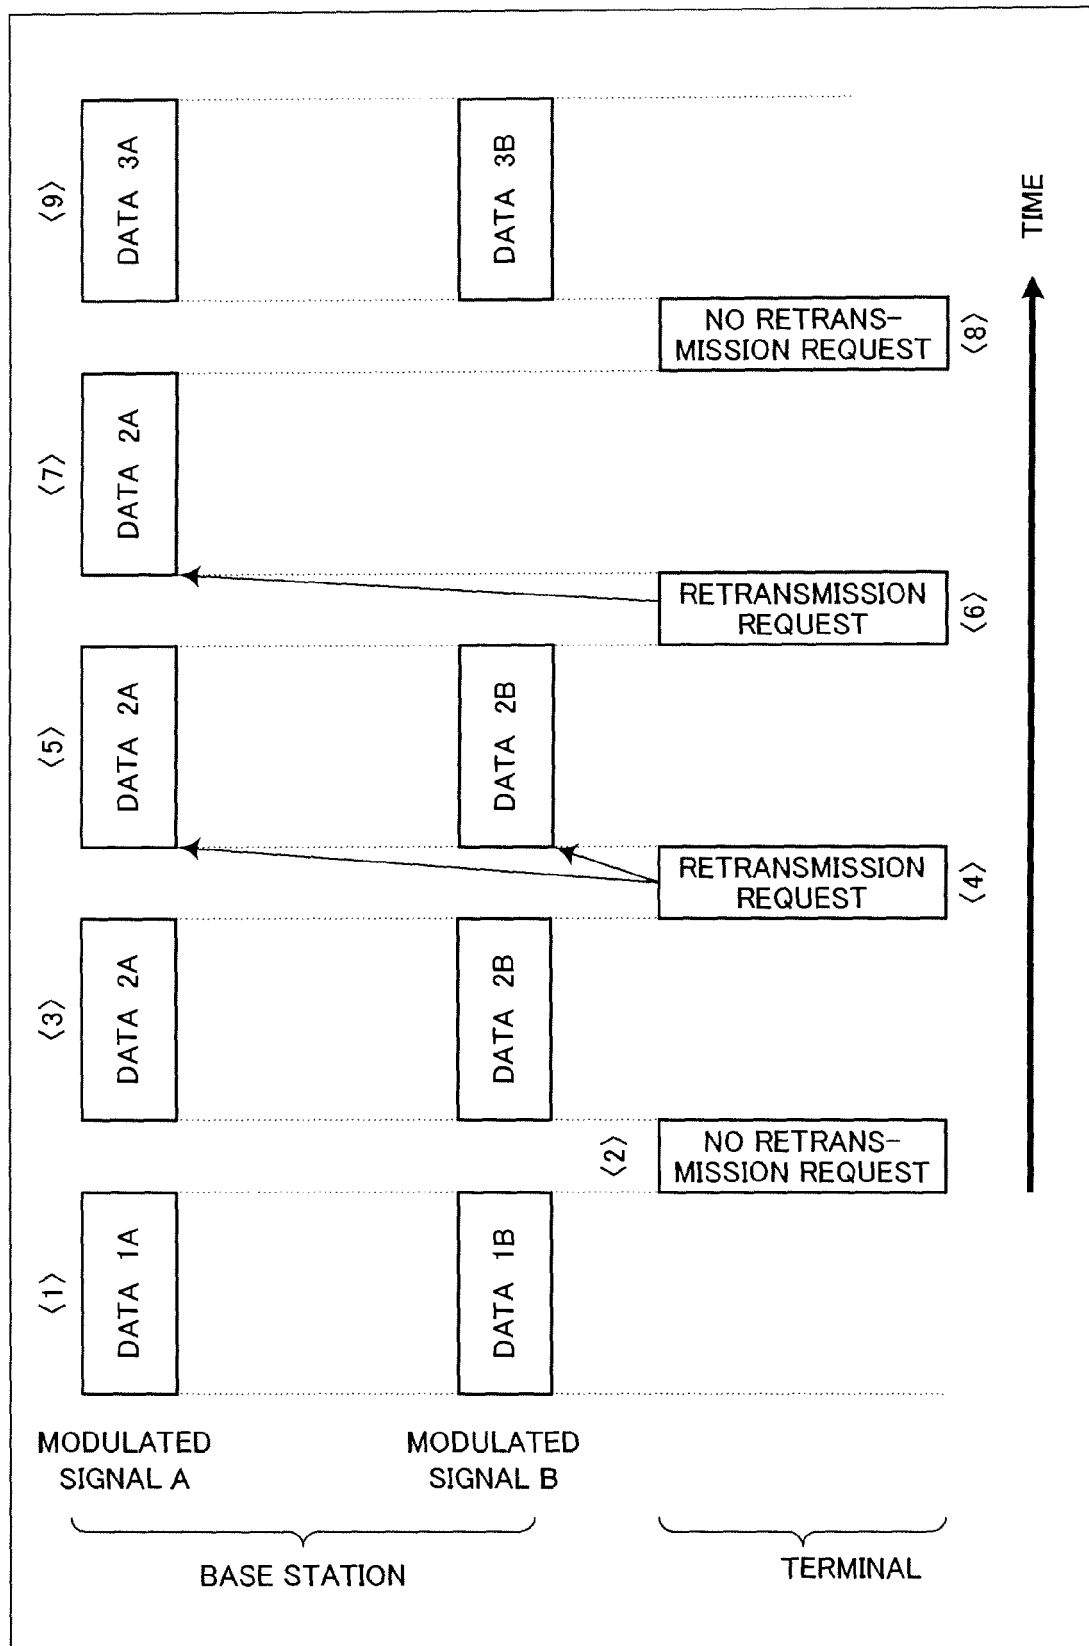 MODULATED
SIGNAL A
<1>
DATA 1A
<3>
DATA 2A
<5>
DATA 2A
<7>
DATA 2A
<9>
DATA 3A
MODULATED
SIGNAL B
DATA 1B
DATA 2B
DATA 2B
DATA 3B
BASE STATION
<2>
NO RETRANS-
MISSION REQUEST
RETRANSMISSION
REQUEST
<4>
RETRANSMISSION
REQUEST
<6>
NO RETRANS-
MISSION REQUEST
<8>
TERMINAL
TIME